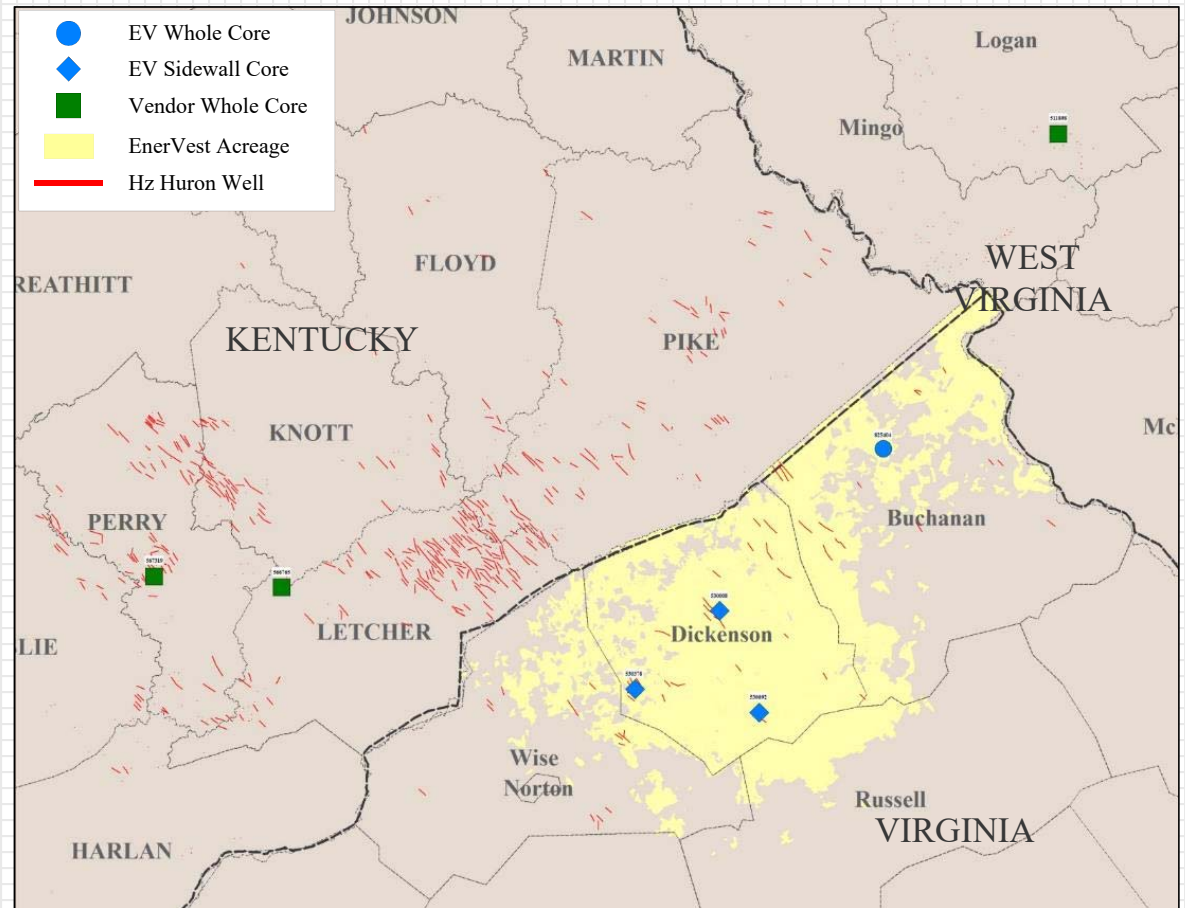 JOHNSON
EV Whole Core
EV Sidewall Core
Vendor Whole Core
EnerVest Acreage
Hz Huron Well
MARTIN
Logan
Mingo
WEST
VIRGINIA
FLOYD
REATHITT
KENTUCKY
PIKE
KNOTT
Mc
PERRY
Buchanan
LETCHER
Dickenson
LIE
Wise
Norton
Russell
VIRGINIA
HARLAN